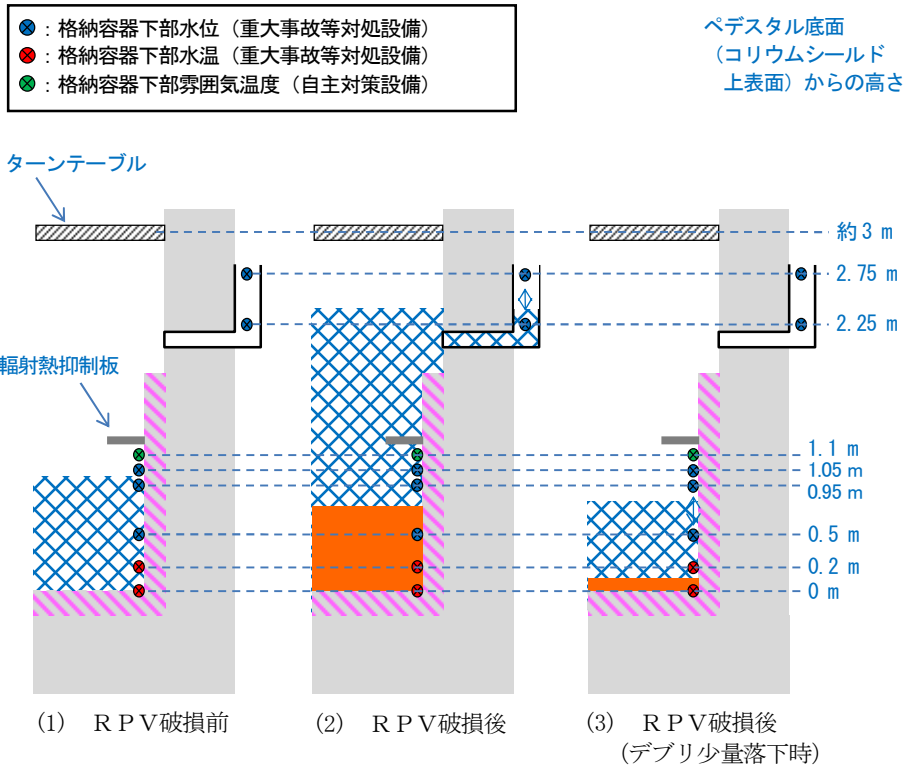 ：格納容器下部水位（重大事故等対処設備）
：格納容器下部水温（重大事故等対処設備）
：格納容器下部雰囲気温度（自主対策設備）
ペデスタル底面
（コリウムシールド
上表面）からの高さ
ターンテーブル
約3 m
2.75 m
2.25 m
輻射熱抑制板
1.1 m
1.05 m
0.95 m
0.5 m
0.2 m
0 m
(1)　ＲＰＶ破損前
(2)　ＲＰＶ破損後
(3)　ＲＰＶ破損後
(デブリ少量落下時)